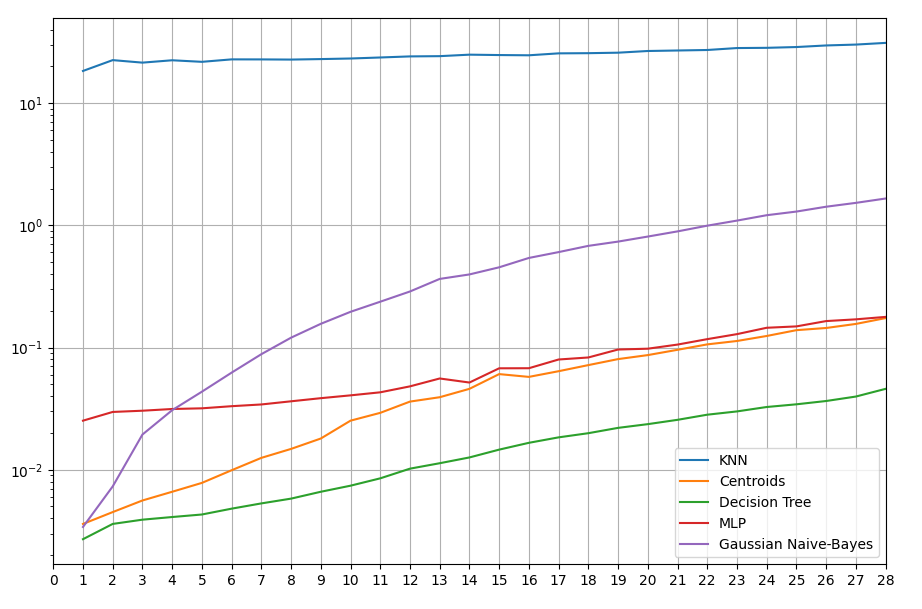 10¹
10⁰
10⁻¹
10⁻²
0 1 2 3 4 5 6 7 8 9 10 11 12 13 14 15 16 17 18 19 20 21 22 23 24 25 26 27 28
KNN
Centroids
Decision Tree
MLP
Gaussian Naive-Bayes